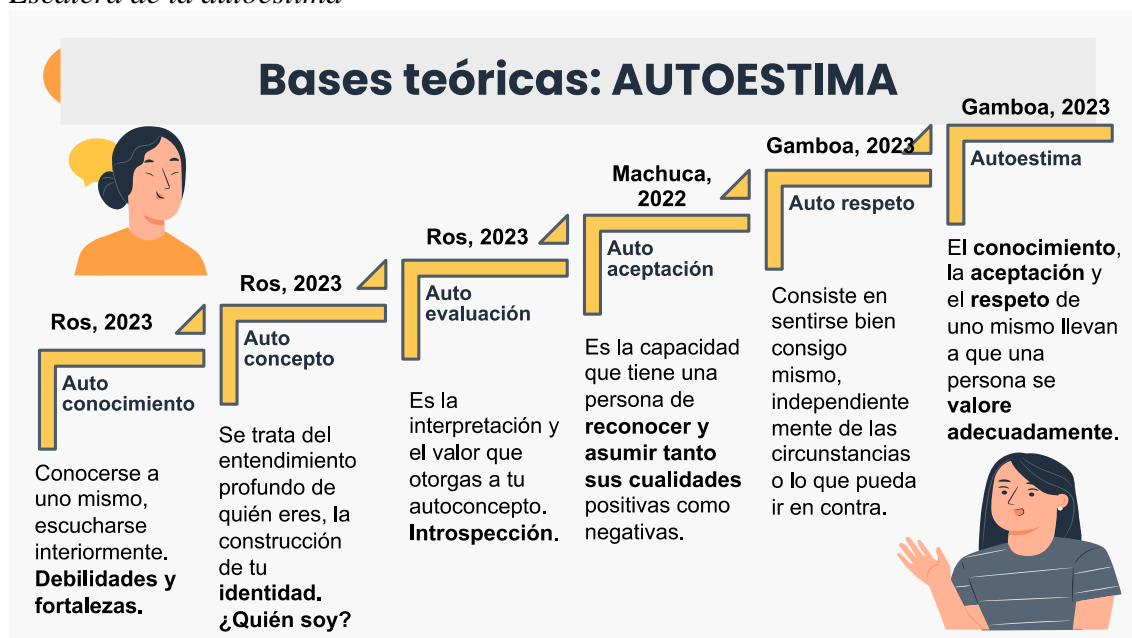 Escalera de la autoestima
Bases teóricas: AUTOESTIMA
Ros, 2023
Auto
conocimiento
Conocerse a
uno mismo,
escucharse
interiormente.
Debilidades y
fortalezas.
Ros, 2023
Auto
concepto
Se trata del
entendimiento
profundo de
quién eres, la
construcción
de tu
identidad.
¿Quién soy?
Ros, 2023
Auto
evaluación
Es la
interpretación y
el valor que
otorgas a tu
autoconcepto.
Introspección.
Machuca,
2022
Auto
aceptación
Es la capacidad
que tiene una
persona de
reconocer y
asumir tanto
sus cualidades
positivas como
negativas.
Gamboa, 2023
Auto respeto
Consiste en
sentirse bien
consigo
mismo,
independiente
mente de las
circunstancias
o lo que pueda
ir en contra.
Gamboa, 2023
Autoestima
El conocimiento,
la aceptación y
el respeto de
uno mismo llevan
a que una
persona se
valore
adecuadamente.